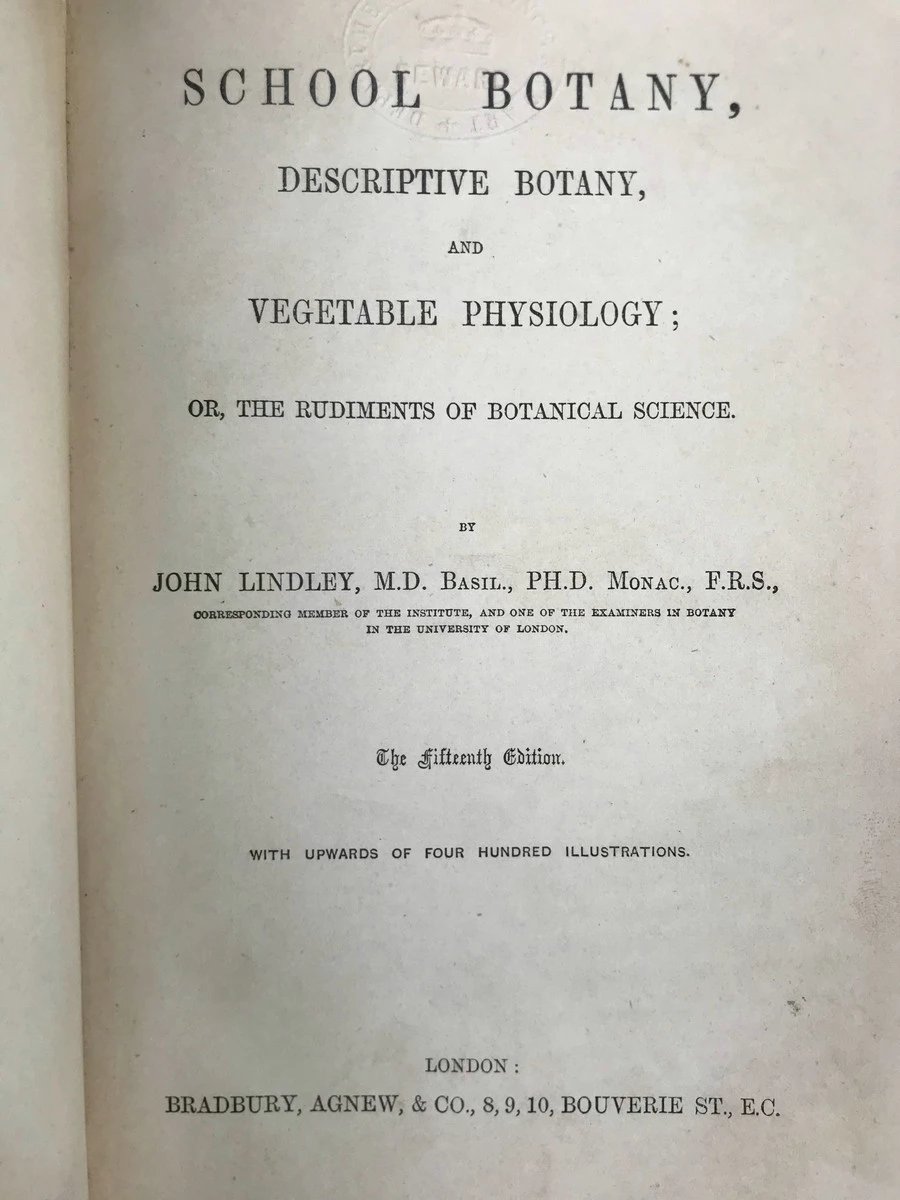 SCHOOL BOTANY,
DESCRIPTIVE BOTANY,
AND
VEGETABLE PHYSIOLOGY;
OR, THE RUDIMENTS OF BOTANICAL SCIENCE.
BY
JOHN LINDLEY, M.D. BASIL., PH.D. MONAC., F.R.S.,
CORRESPONDING MEMBER OF THE INSTITUTE, AND ONE OF THE EXAMINERS IN BOTANY
IN THE UNIVERSITY OF LONDON.
The Fifteenth Edition.
WITH UPWARDS OF FOUR HUNDRED ILLUSTRATIONS.
LONDON:
BRADBURY, AGNEW, & CO., 8, 9, 10, BOUVERIE ST., E.C.